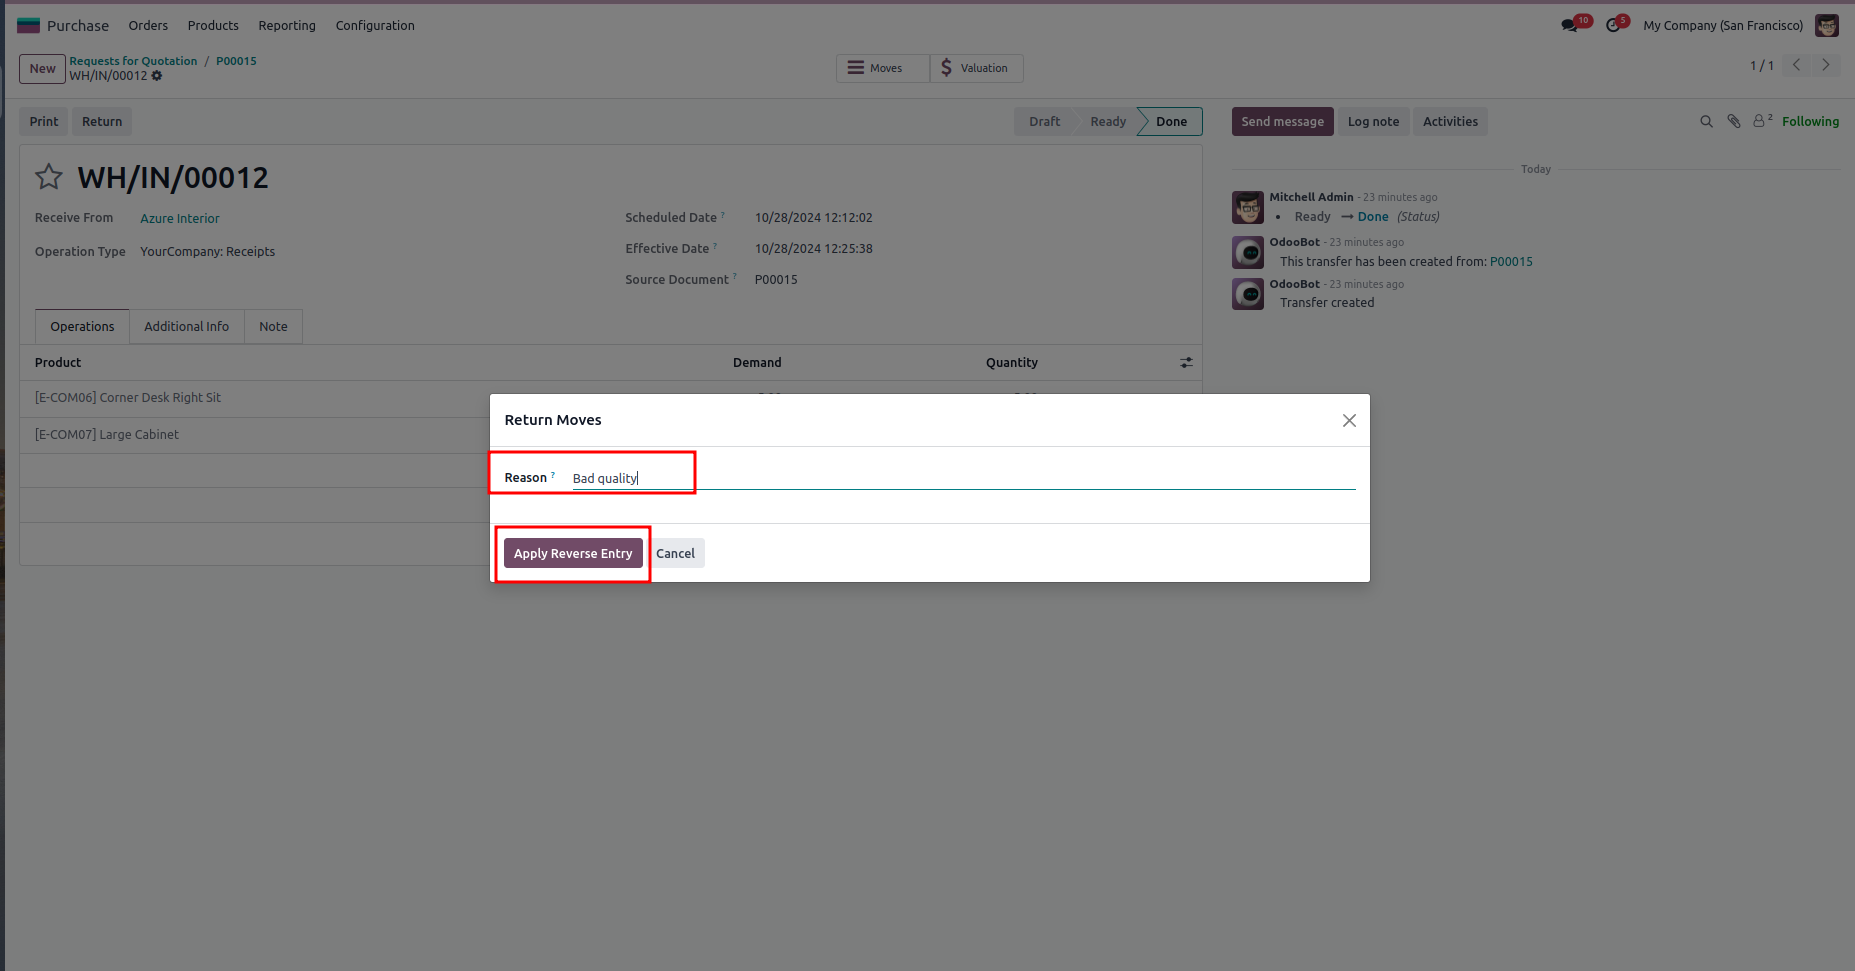 Purchase Orders Products Reporting Configuration
10 5 My Company (San Francisco)
New
Requests for Quotation / P00015
WH/IN/00012
Moves
Valuation
1 / 1
Print Return
Draft Ready Done
Send message Log note Activities
2 Following
WH/IN/00012
Receive From Azure Interior
Operation Type YourCompany: Receipts
Scheduled Date ? 10/28/2024 12:12:02
Effective Date ? 10/28/2024 12:25:38
Source Document ? P00015
Operations Additional Info Note
Product Demand Quantity
[E-COM06] Corner Desk Right Sit
[E-COM07] Large Cabinet
Today
Mitchell Admin - 23 minutes ago
• Ready → Done (Status)
OdooBot - 23 minutes ago
This transfer has been created from: P00015
OdooBot - 23 minutes ago
Transfer created
Return Moves
Reason ? Bad quality
Apply Reverse Entry Cancel